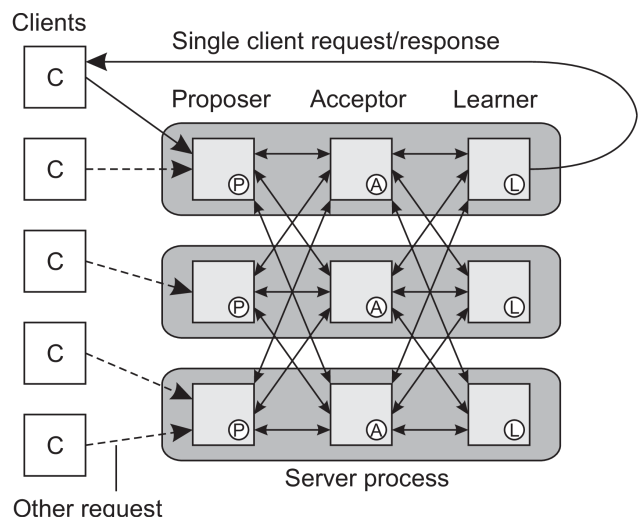 Clients
Single client request/response
C
Proposer Acceptor Learner
C
P A L
C
P A L
C
P A L
C
Server process
Other request